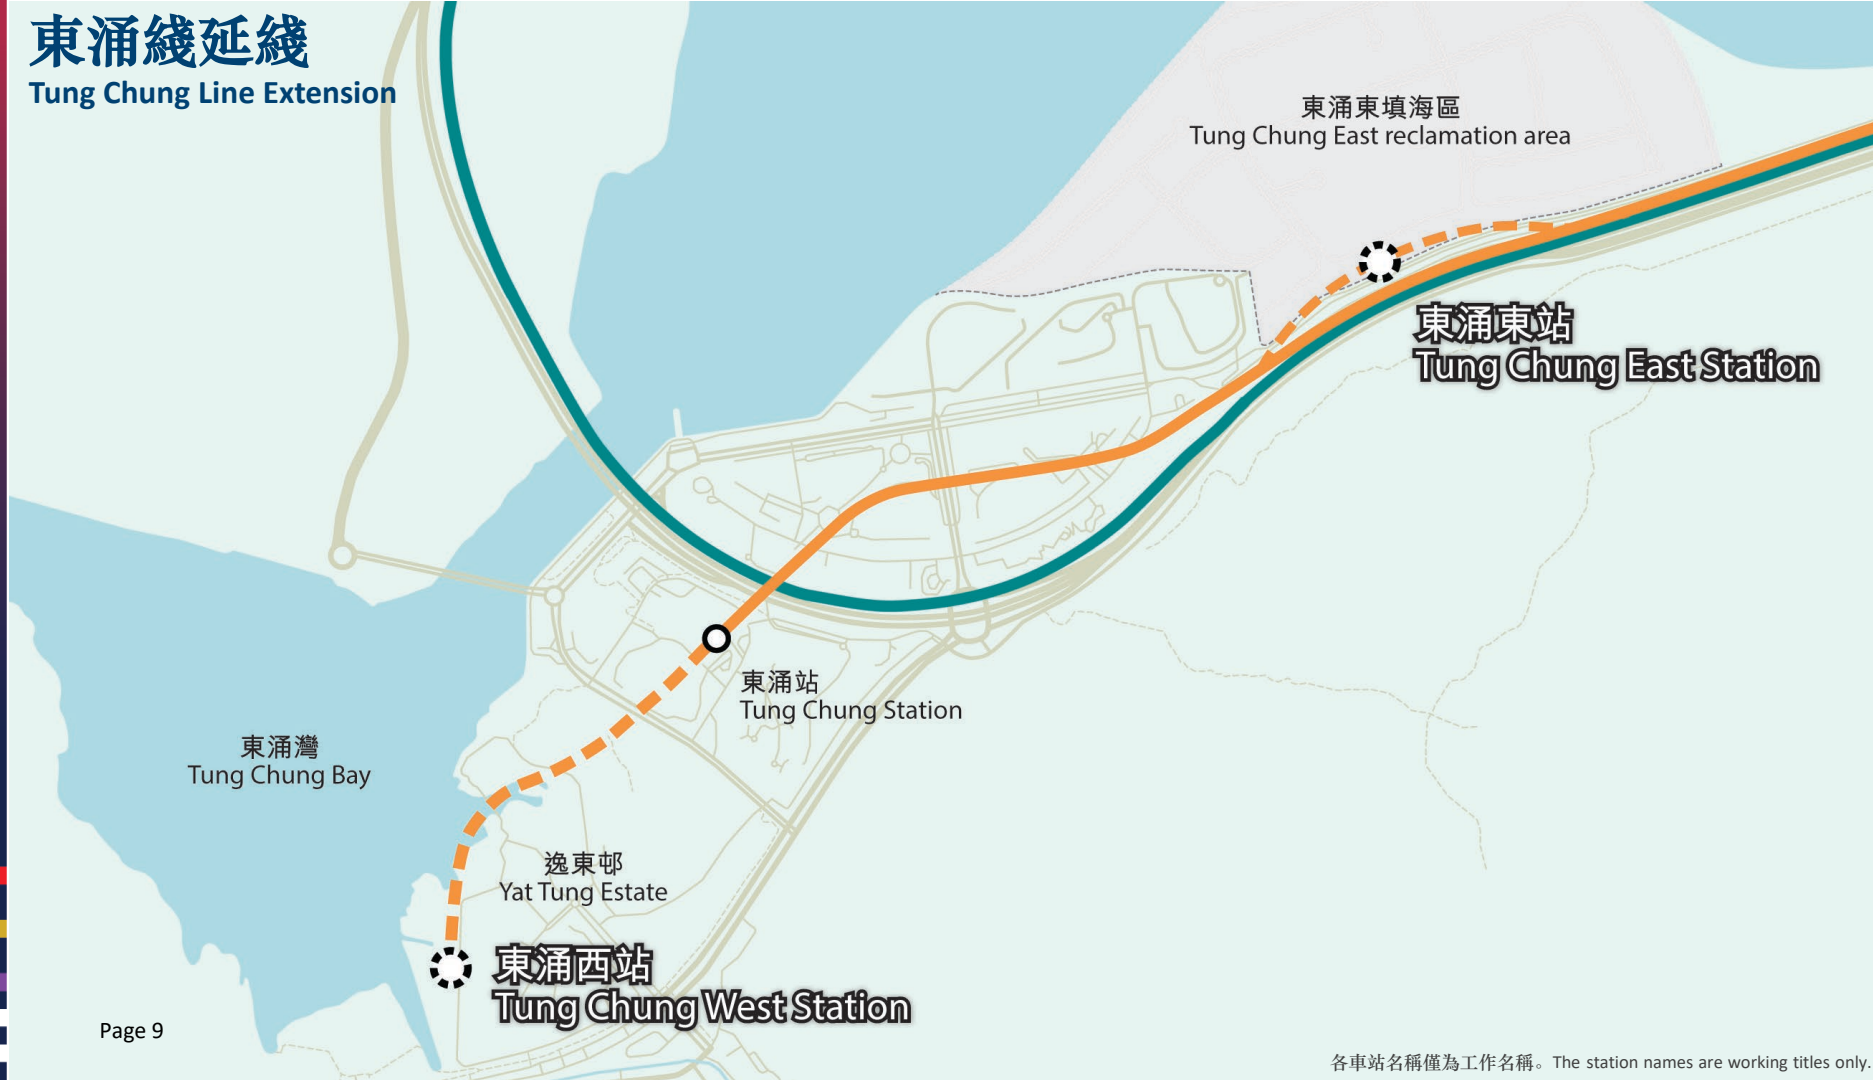 東涌綫延綫
Tung Chung Line Extension
東涌東填海區
Tung Chung East reclamation area
東涌東站
Tung Chung East Station
東涌站
Tung Chung Station
東涌灣
Tung Chung Bay
逸東邨
Yat Tung Estate
東涌西站
Tung Chung West Station
Page 9
各車站名稱僅為工作名稱。The station names are working titles only.